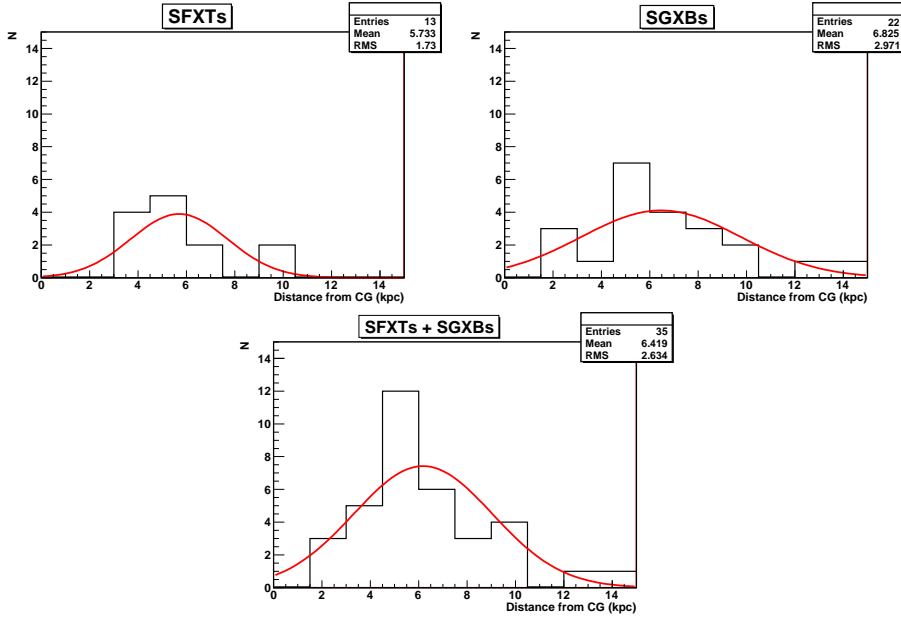 SFXTs
Entries 13
Mean 5.733
RMS 1.73
N
14
12
10
8
6
4
2
0
0 2 4 6 8 10 12 14
Distance from CG (kpc)
SGXBs
Entries 22
Mean 6.825
RMS 2.971
N
14
12
10
8
6
4
2
0
0 2 4 6 8 10 12 14
Distance from CG (kpc)
SFXTs + SGXBs
Entries 35
Mean 6.419
RMS 2.634
N
14
12
10
8
6
4
2
0
0 2 4 6 8 10 12 14
Distance from CG (kpc)